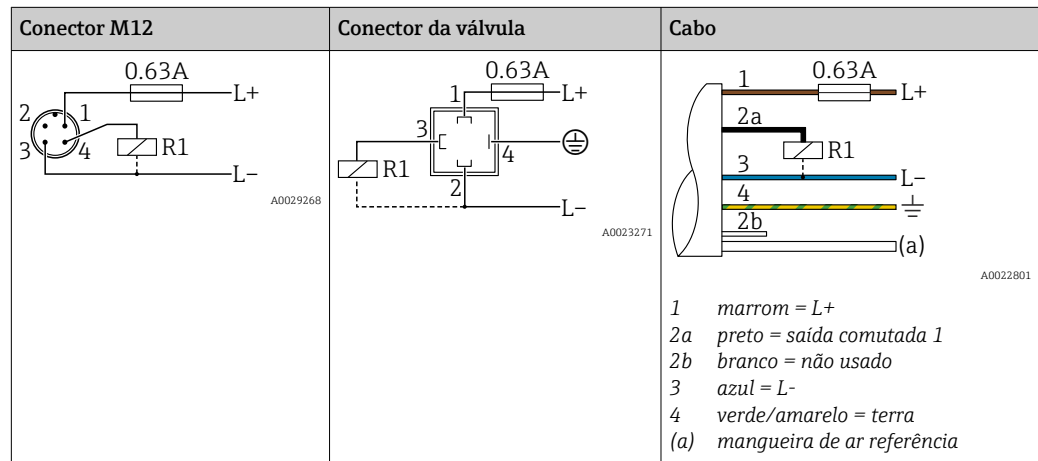 Conector M12
Conector da válvula
Cabo
0.63A
L+
2
1
3
4
R1
L–
A0029268
0.63A
1
L+
3
4
R1
2
L–
A0023271
1
0.63A
L+
2a
R1
3
L–
4
2b
(a)
A0022801
1 marrom = L+
2a preto = saída comutada 1
2b branco = não usado
3 azul = L-
4 verde/amarelo = terra
(a) mangueira de ar referência